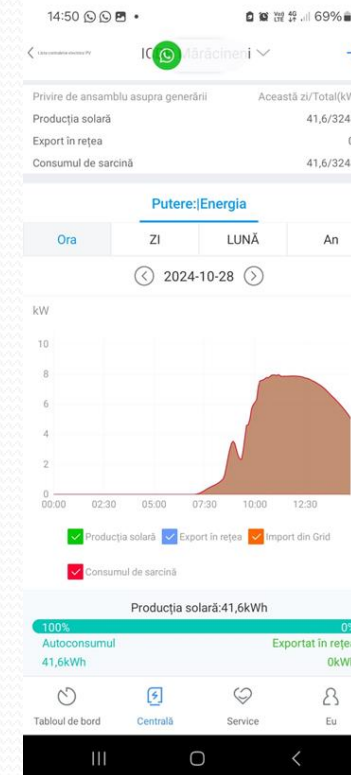 14:50 69%
Mărăcineni
Privire de ansamblu asupra generării Această zi/Total(kW
Producția solară 41,6/324
Export în rețea 0
Consumul de sarcină 41,6/324
Putere:|Energia
Ora ZI LUNĂ An
2024-10-28
kW
10
8
6
4
2
0
00:00 02:30 05:00 07:30 10:00 12:30
Producția solară Export în rețea Import din Grid
Consumul de sarcină
Producția solară:41,6kWh
100% 0%
Autoconsumul Exportat în rețea
41,6kWh 0kWh
Tabloul de bord Centrală Service Eu